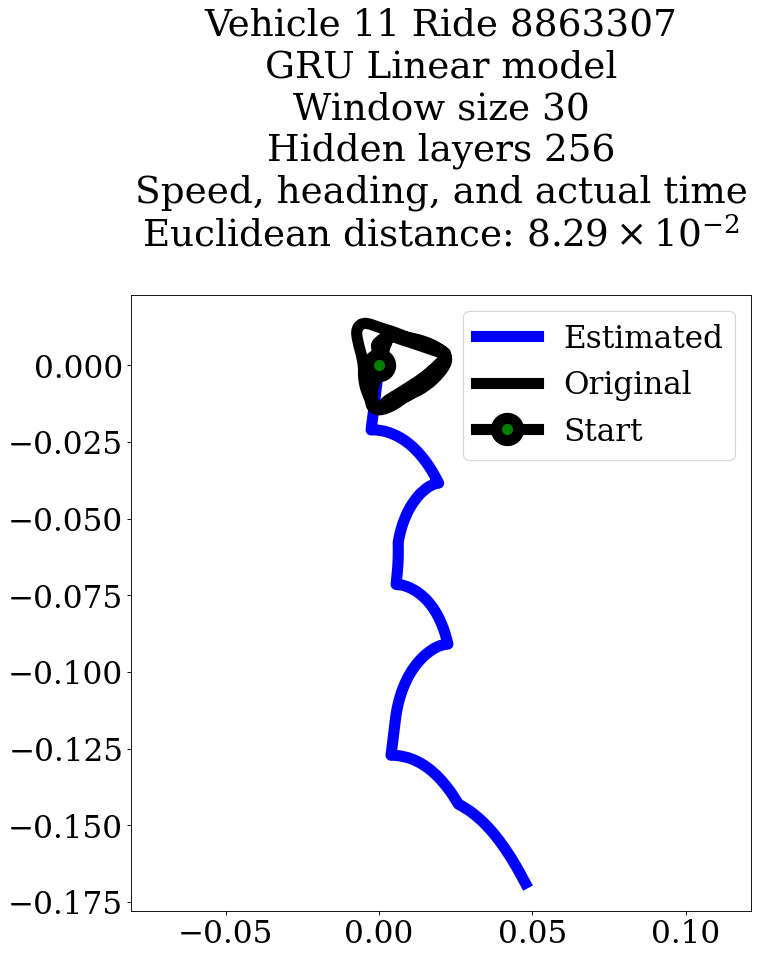 Vehicle 11 Ride 8863307
GRU Linear model
Window size 30
Hidden layers 256
Speed, heading, and actual time
Euclidean distance: 8.29 × 10⁻²
Estimated
Original
Start
0.000
−0.025
−0.050
−0.075
−0.100
−0.125
−0.150
−0.175
−0.05 0.00 0.05 0.10